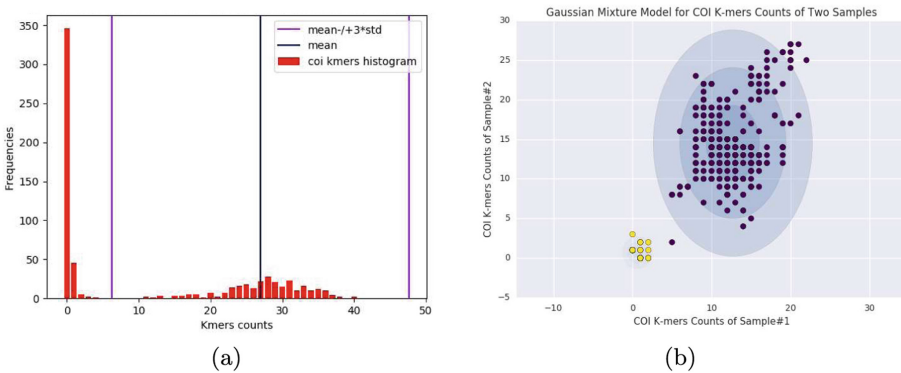 mean-/+3*std
mean
coi kmers histogram
Frequencies
350
300
250
200
150
100
50
0
0
10
20
30
40
50
Kmers counts
(a)
Gaussian Mixture Model for COI K-mers Counts of Two Samples
COI K-mers Counts of Sample#2
30
25
20
15
10
5
0
−5
−10
0
10
20
30
COI K-mers Counts of Sample#1
(b)